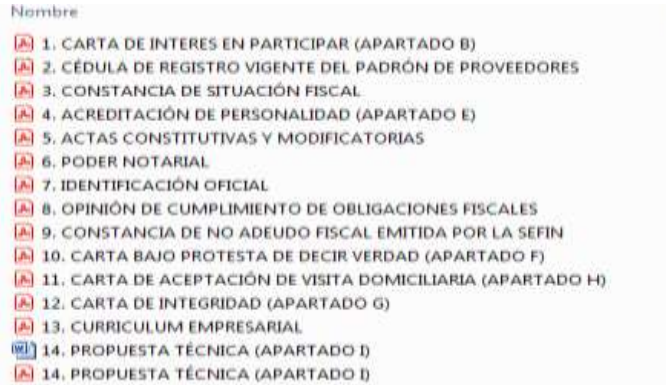 Nombre
1. CARTA DE INTERES EN PARTICIPAR (APARTADO B)
2. CÉDULA DE REGISTRO VIGENTE DEL PADRÓN DE PROVEEDORES
3. CONSTANCIA DE SITUACIÓN FISCAL
4. ACREDITACIÓN DE PERSONALIDAD (APARTADO E)
5. ACTAS CONSTITUTIVAS Y MODIFICATORIAS
6. PODER NOTARIAL
7. IDENTIFICACIÓN OFICIAL
8. OPINIÓN DE CUMPLIMIENTO DE OBLIGACIONES FISCALES
9. CONSTANCIA DE NO ADEUDO FISCAL EMITIDA POR LA SEFIN
10. CARTA BAJO PROTESTA DE DECIR VERDAD (APARTADO F)
11. CARTA DE ACEPTACIÓN DE VISITA DOMICILIARIA (APARTADO H)
12. CARTA DE INTEGRIDAD (APARTADO G)
13. CURRICULUM EMPRESARIAL
14. PROPUESTA TÉCNICA (APARTADO I)
14. PROPUESTA TÉCNICA (APARTADO I)